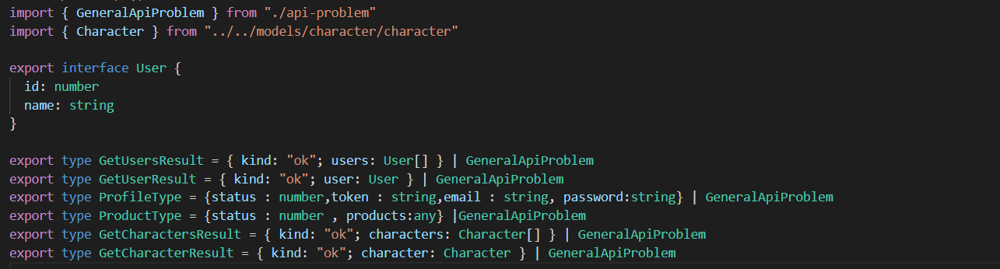 import { GeneralApiProblem } from "./api-problem"
import { Character } from "../../models/character/character"
export interface User {
id: number
name: string
}
export type GetUsersResult = { kind: "ok"; users: User[] } | GeneralApiProblem
export type GetUserResult = { kind: "ok"; user: User } | GeneralApiProblem
export type ProfileType = {status : number,token : string,email : string, password:string} | GeneralApiProblem
export type ProductType = {status : number , products:any} |GeneralApiProblem
export type GetCharactersResult = { kind: "ok"; characters: Character[] } | GeneralApiProblem
export type GetCharacterResult = { kind: "ok"; character: Character } | GeneralApiProblem